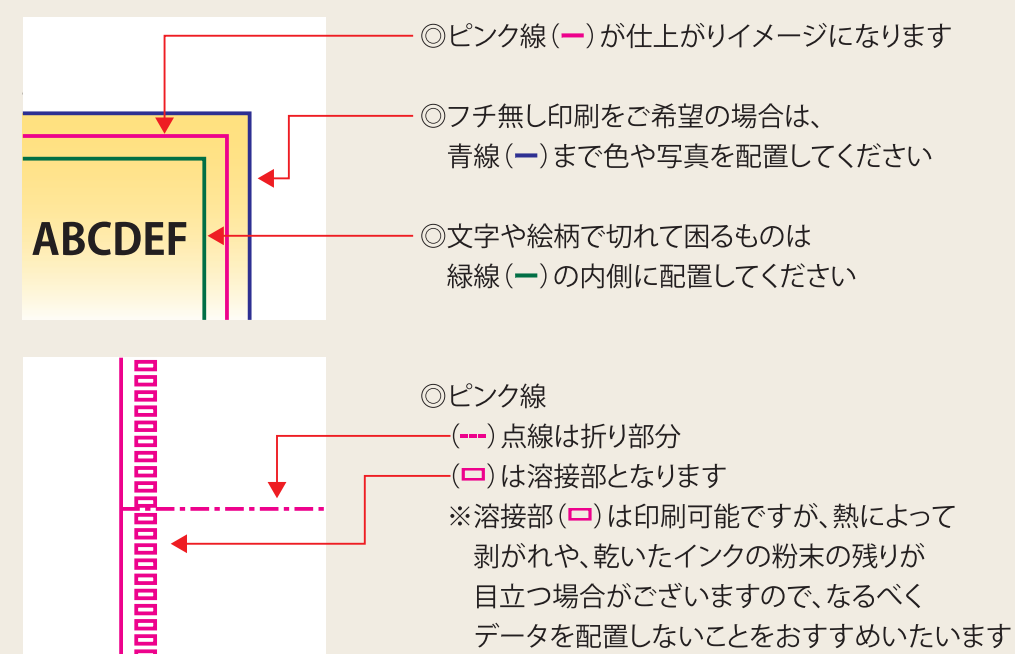 ◎ピンク線(ー)が仕上がりイメージになります
◎フチ無し印刷をご希望の場合は、
青線(ー)まで色や写真を配置してください
ABCDEF
◎文字や絵柄で切れて困るものは
緑線(ー)の内側に配置してください
◎ピンク線
(---)点線は折り部分
(▭)は溶接部となります
※溶接部(▭)は印刷可能ですが、熱によって
剥がれや、乾いたインクの粉末の残りが
目立つ場合がございますので、なるべく
データを配置しないことをおすすめいたいます